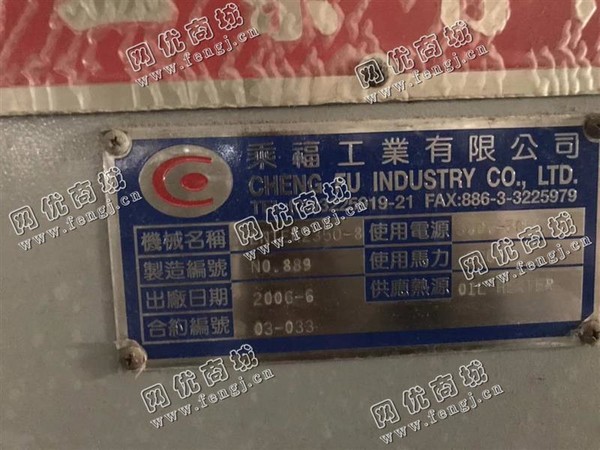 网优商城
www.fengj.cn
乘福工業有限公司
CHENG FU INDUSTRY CO., LTD.
FAX:886-3-3225979
機械名稱
使用電源
製造編號 NO.889 使用馬力
出廠日期 2006-6 供應熱源 OIL HEATER
合約編號 03-033